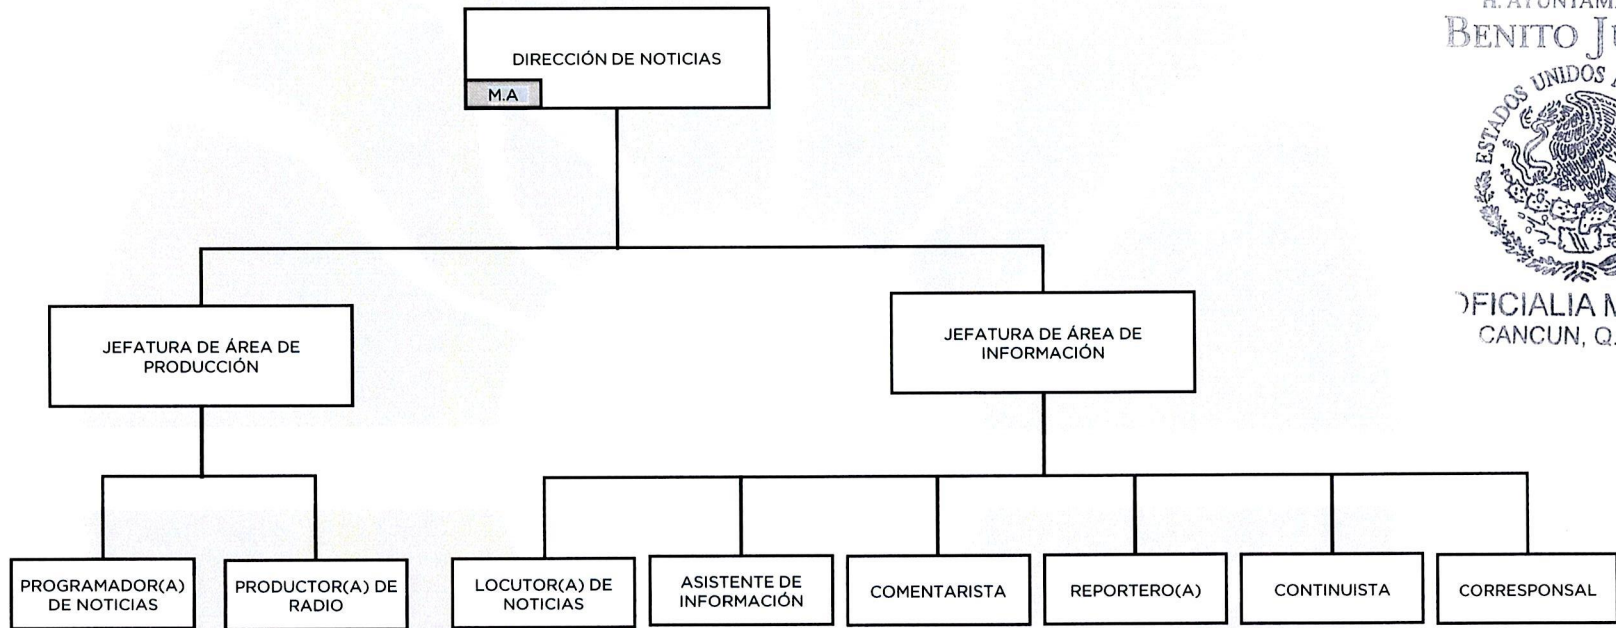 BENITO
ESTADOS UNIDOS
CANCUN, Q.
DIRECCIÓN DE NOTICIAS
M.A
JEFATURA DE ÁREA DE
PRODUCCIÓN
JEFATURA DE ÁREA DE
INFORMACIÓN
PROGRAMADOR(A)
DE NOTICIAS
PRODUCTOR(A) DE
RADIO
LOCUTOR(A) DE
NOTICIAS
ASISTENTE DE
INFORMACIÓN
COMENTARISTA
REPORTERO(A)
CONTINUISTA
CORRESPONSAL